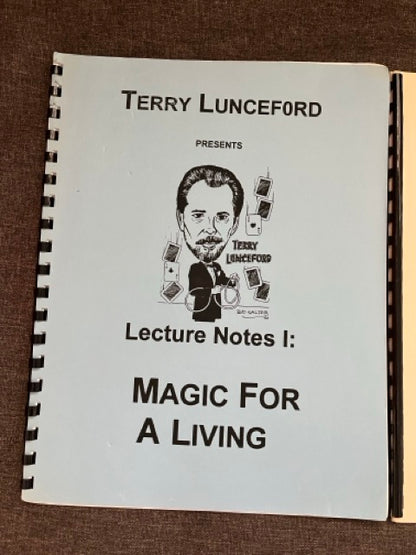 TERRY LUNCEFORD
PRESENTS
TERRY
LUNCEFORD
Lecture Notes I:
MAGIC FOR
A LIVING